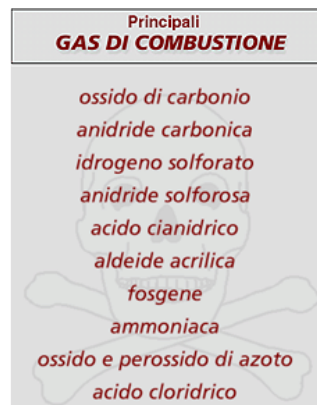 Principali
GAS DI COMBUSTIONE
ossido di carbonio
anidride carbonica
idrogeno solforato
anidride solforosa
acido cianidrico
aldeide acrilica
fosgene
ammoniaca
ossido e perossido di azoto
acido cloridrico